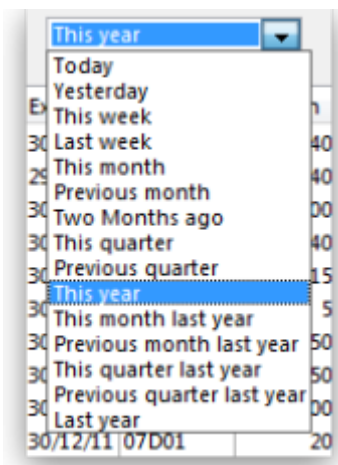 This year
Today
Yesterday
This week
Last week
This month
Previous month
Two Months ago
This quarter
Previous quarter
This year
This month last year
Previous month last year
This quarter last year
Previous quarter last year
Last year
30/12/11 07D01 20